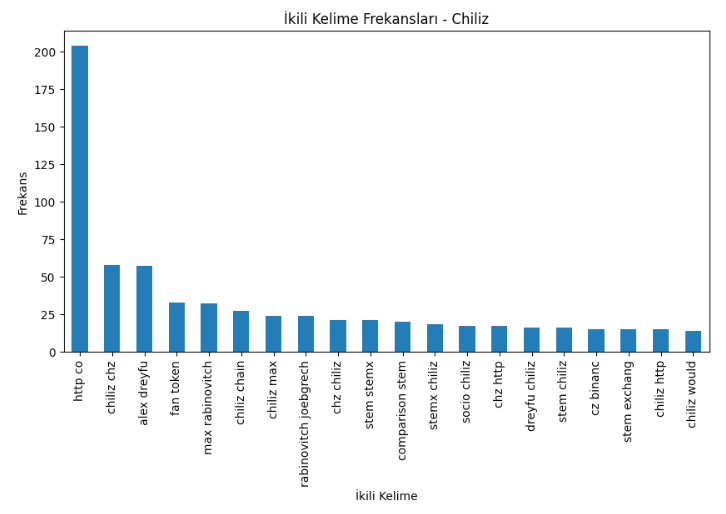 İkili Kelime Frekansları - Chiliz
Frekans
200
175
150
125
100
75
50
25
0
http co
chiliz chz
alex dreyfu
fan token
max rabinovitch
chiliz chain
chiliz max
rabinovitch joebgrech
chz chiliz
stem stemx
comparison stem
stemx chiliz
socio chiliz
chz http
dreyfu chiliz
stem chiliz
cz binanc
stem exchang
chiliz http
chiliz would
İkili Kelime